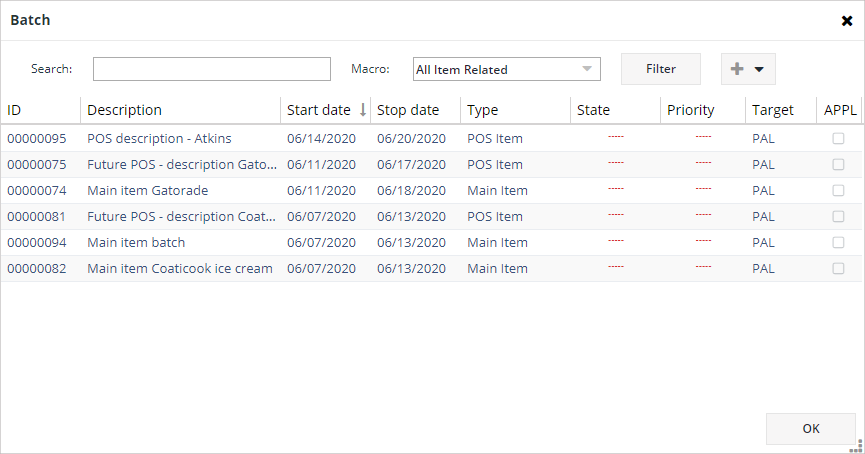 Batch
Search: Macro: All Item Related Filter
ID Description Start date Stop date Type State Priority Target APPL
00000095 POS description - Atkins 06/14/2020 06/20/2020 POS Item ----- ----- PAL
00000075 Future POS - description Gato... 06/11/2020 06/17/2020 POS Item ----- ----- PAL
00000074 Main item Gatorade 06/11/2020 06/18/2020 Main Item ----- ----- PAL
00000081 Future POS - description Coat... 06/07/2020 06/13/2020 POS Item ----- ----- PAL
00000094 Main item batch 06/07/2020 06/13/2020 Main Item ----- ----- PAL
00000082 Main item Coaticook ice cream 06/07/2020 06/13/2020 Main Item ----- ----- PAL
OK